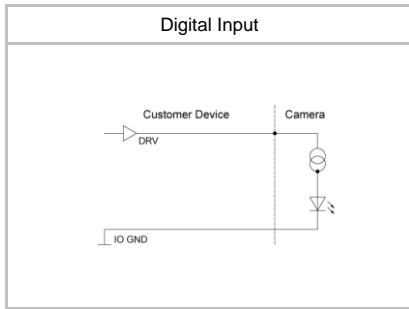 Digital Input
Customer Device
Camera
DRV
IO GND